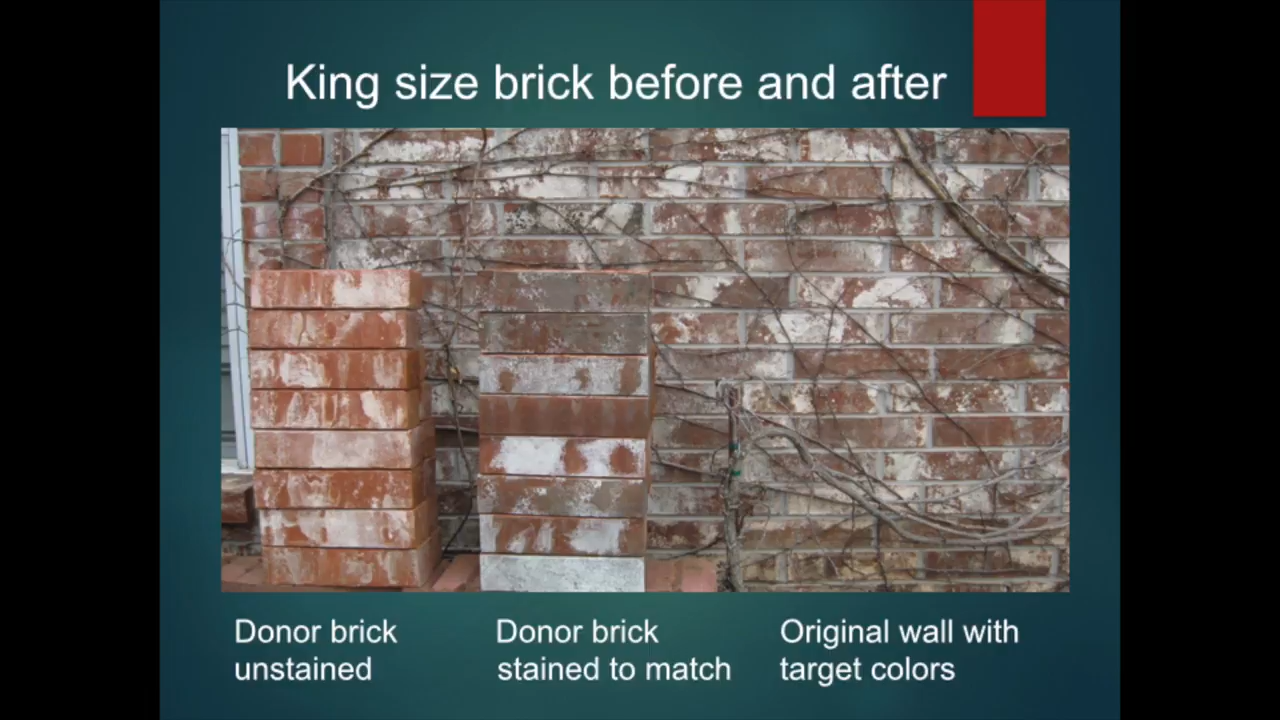 King size brick before and after
Donor brick
unstained
Donor brick
stained to match
Original wall with
target colors